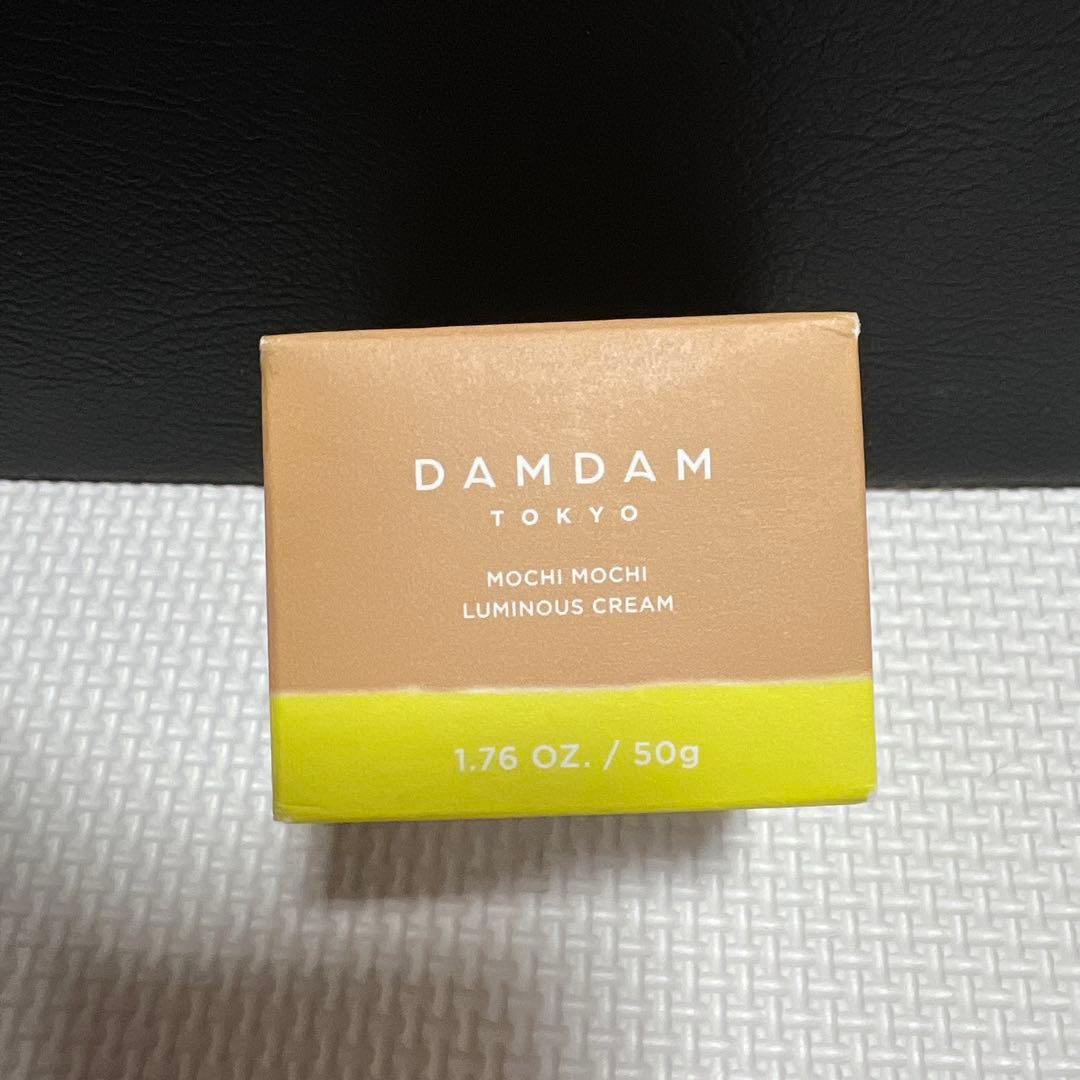 DAMDAM
TOKYO
MOCHI MOCHI
LUMINOUS CREAM
1.76 OZ. / 50g